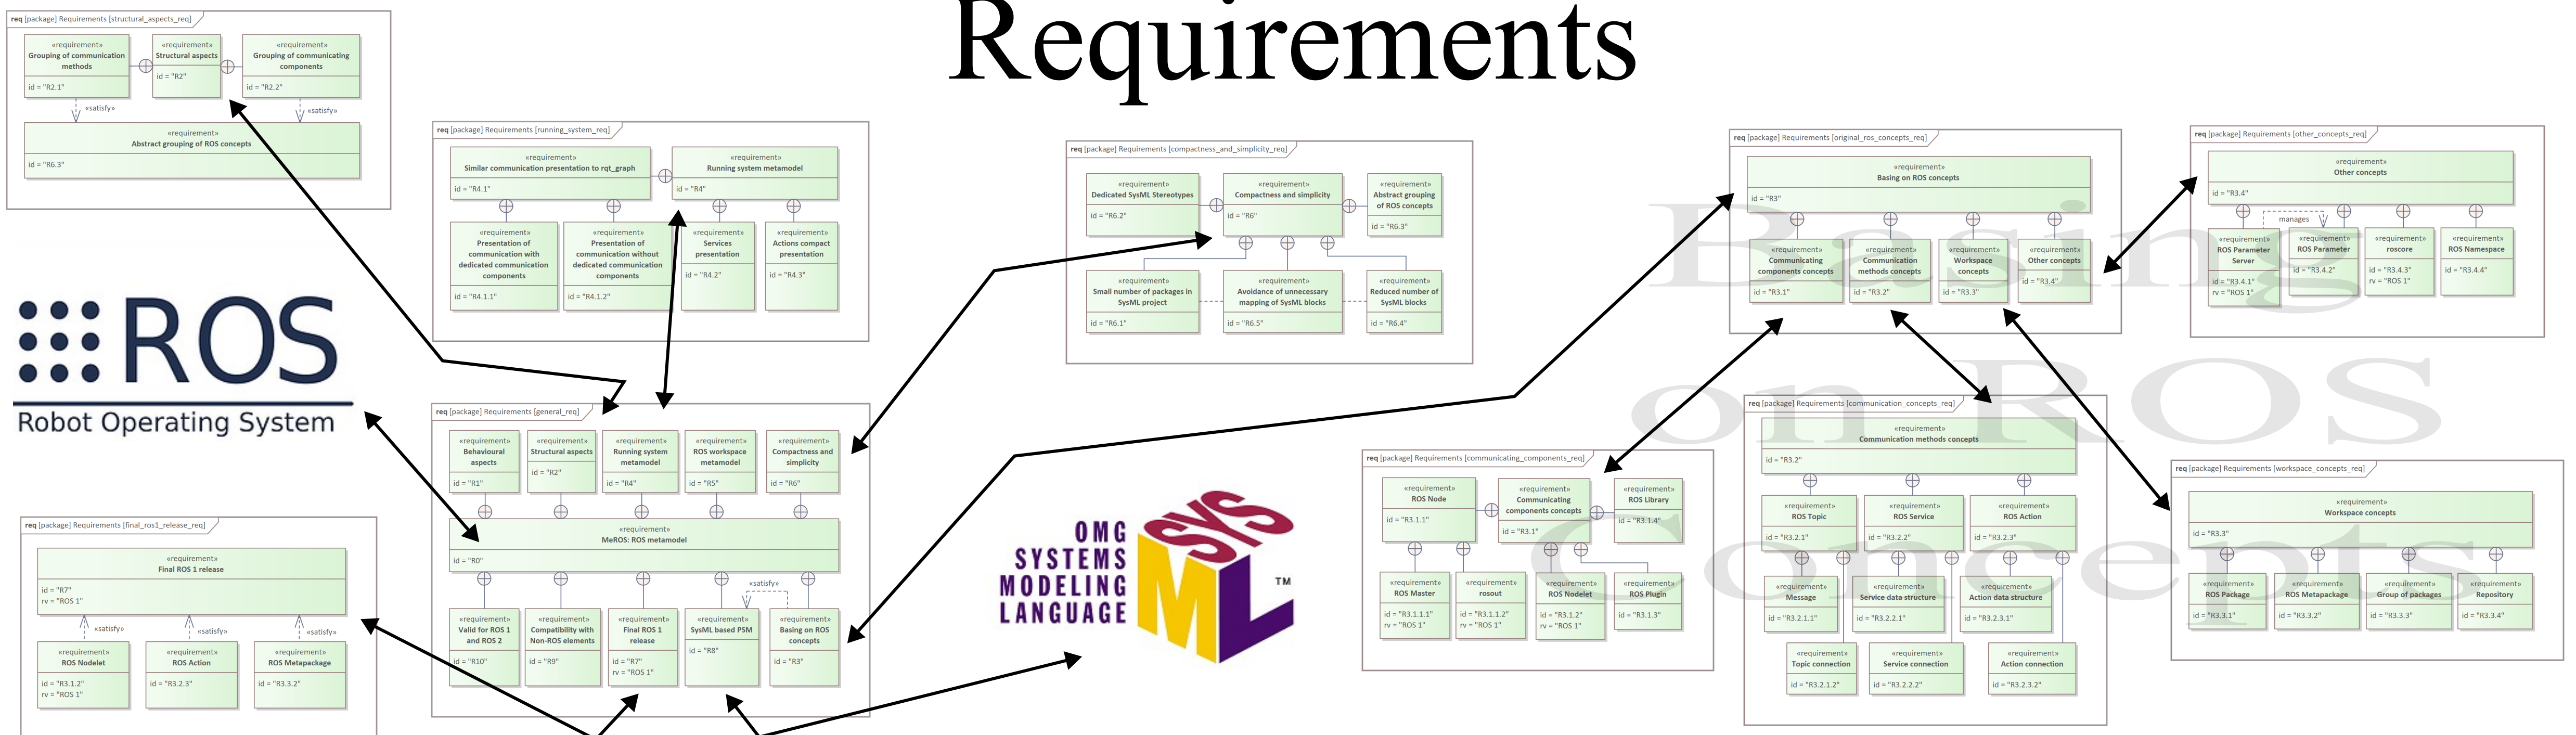 Requirements
req [package] Requirements [structural_aspects_req]
«requirement»
Grouping of communication
methods
id = "R2.1"
«requirement»
Structural aspects
id = "R2"
«requirement»
Grouping of communicating
components
id = "R2.2"
«satisfy»
«satisfy»
«requirement»
Abstract grouping of ROS concepts
id = "R6.3"
req [package] Requirements [running_system_req]
«requirement»
Similar communication presentation to rqt_graph
id = "R4.1"
«requirement»
Running system metamodel
id = "R4"
«requirement»
Presentation of
communication with
dedicated communication
components
id = "R4.1.1"
«requirement»
Presentation of
communication without
dedicated communication
components
id = "R4.1.2"
«requirement»
Services
presentation
id = "R4.2"
«requirement»
Actions compact
presentation
id = "R4.3"
req [package] Requirements [compactness_and_simplicity_req]
«requirement»
Dedicated SysML Stereotypes
id = "R6.2"
«requirement»
Compactness and simplicity
id = "R6"
«requirement»
Abstract grouping
of ROS concepts
id = "R6.3"
«requirement»
Small number of packages in
SysML project
id = "R6.1"
«requirement»
Avoidance of unnecessary
mapping of SysML blocks
id = "R6.5"
«requirement»
Reduced number of
SysML blocks
id = "R6.4"
req [package] Requirements [original_ros_concepts_req]
«requirement»
Basing on ROS concepts
id = "R3"
«requirement»
Communicating
components concepts
id = "R3.1"
«requirement»
Communication
methods concepts
id = "R3.2"
«requirement»
Workspace
concepts
id = "R3.3"
«requirement»
Other concepts
id = "R3.4"
req [package] Requirements [other_concepts_req]
«requirement»
Other concepts
id = "R3.4"
manages
«requirement»
ROS Parameter
Server
id = "R3.4.1"
rv = "ROS 1"
«requirement»
ROS Parameter
id = "R3.4.2"
«requirement»
roscore
id = "R3.4.3"
rv = "ROS 1"
«requirement»
ROS Namespace
id = "R3.4.4"
Basing
on ROS
Concepts
ROS
Robot Operating System
req [package] Requirements [general_req]
«requirement»
Behavioural
aspects
id = "R1"
«requirement»
Structural aspects
id = "R2"
«requirement»
Running system
metamodel
id = "R4"
«requirement»
ROS workspace
metamodel
id = "R5"
«requirement»
Compactness and
simplicity
id = "R6"
«requirement»
MeROS: ROS metamodel
id = "R0"
«satisfy»
«requirement»
Valid for ROS 1
and ROS 2
id = "R10"
«requirement»
Compatibility with
Non-ROS elements
id = "R9"
«requirement»
Final ROS 1
release
id = "R7"
rv = "ROS 1"
«requirement»
SysML based PSM
id = "R8"
«requirement»
Basing on ROS
concepts
id = "R3"
req [package] Requirements [final_ros1_release_req]
«requirement»
Final ROS 1 release
id = "R7"
rv = "ROS 1"
«satisfy»
«satisfy»
«satisfy»
«requirement»
ROS Nodelet
id = "R3.1.2"
rv = "ROS 1"
«requirement»
ROS Action
id = "R3.2.3"
«requirement»
ROS Metapackage
id = "R3.3.2"
OMG
SYSTEMS
MODELING
LANGUAGE
SYS
ML
TM
req [package] Requirements [communicating_components_req]
«requirement»
ROS Node
id = "R3.1.1"
«requirement»
Communicating
components concepts
id = "R3.1"
«requirement»
ROS Library
id = "R3.1.4"
«requirement»
ROS Master
id = "R3.1.1.1"
rv = "ROS 1"
«requirement»
rosout
id = "R3.1.1.2"
rv = "ROS 1"
«requirement»
ROS Nodelet
id = "R3.1.2"
rv = "ROS 1"
«requirement»
ROS Plugin
id = "R3.1.3"
req [package] Requirements [communication_concepts_req]
«requirement»
Communication methods concepts
id = "R3.2"
«requirement»
ROS Topic
id = "R3.2.1"
«requirement»
ROS Service
id = "R3.2.2"
«requirement»
ROS Action
id = "R3.2.3"
«requirement»
Message
id = "R3.2.1.1"
«requirement»
Service data structure
id = "R3.2.2.1"
«requirement»
Action data structure
id = "R3.2.3.1"
«requirement»
Topic connection
id = "R3.2.1.2"
«requirement»
Service connection
id = "R3.2.2.2"
«requirement»
Action connection
id = "R3.2.3.2"
req [package] Requirements [workspace_concepts_req]
«requirement»
Workspace concepts
id = "R3.3"
«requirement»
ROS Package
id = "R3.3.1"
«requirement»
ROS Metapackage
id = "R3.3.2"
«requirement»
Group of packages
id = "R3.3.3"
«requirement»
Repository
id = "R3.3.4"